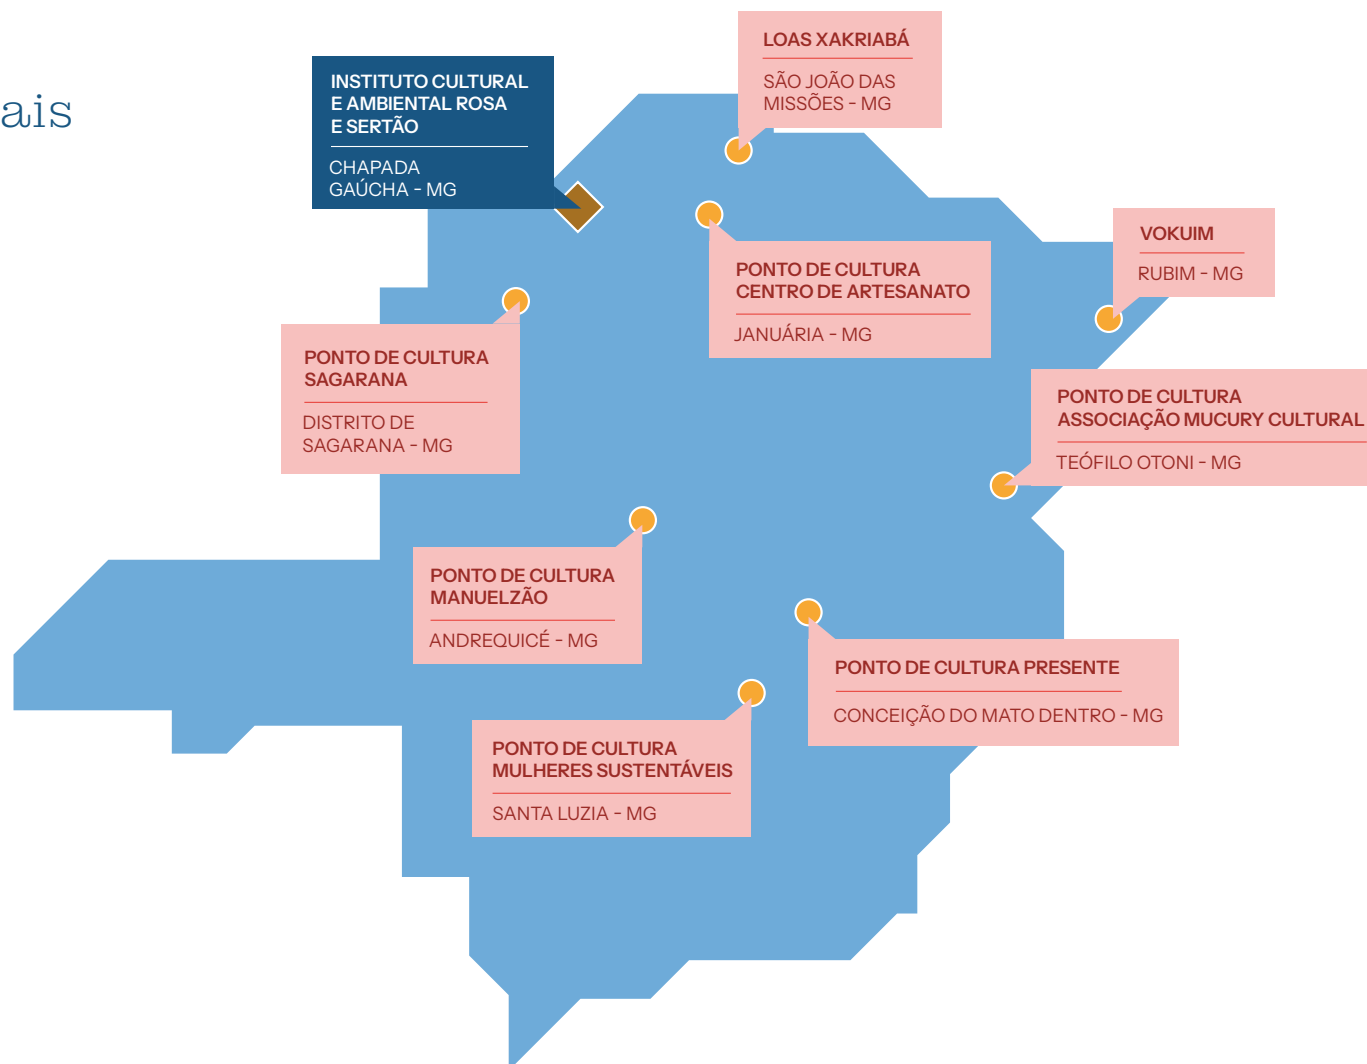 ais
INSTITUTO CULTURAL
E AMBIENTAL ROSA
E SERTÃO
CHAPADA
GAÚCHA - MG
LOAS XAKRIABÁ
SÃO JOÃO DAS
MISSÕES - MG
PONTO DE CULTURA
CENTRO DE ARTESANATO
JANUÁRIA - MG
VOKUIM
RUBIM - MG
PONTO DE CULTURA
SAGARANA
DISTRITO DE
SAGARANA - MG
PONTO DE CULTURA
ASSOCIAÇÃO MUCURY CULTURAL
TEÓFILO OTONI - MG
PONTO DE CULTURA
MANUELZÃO
ANDREQUICÉ - MG
PONTO DE CULTURA PRESENTE
CONCEIÇÃO DO MATO DENTRO - MG
PONTO DE CULTURA
MULHERES SUSTENTÁVEIS
SANTA LUZIA - MG